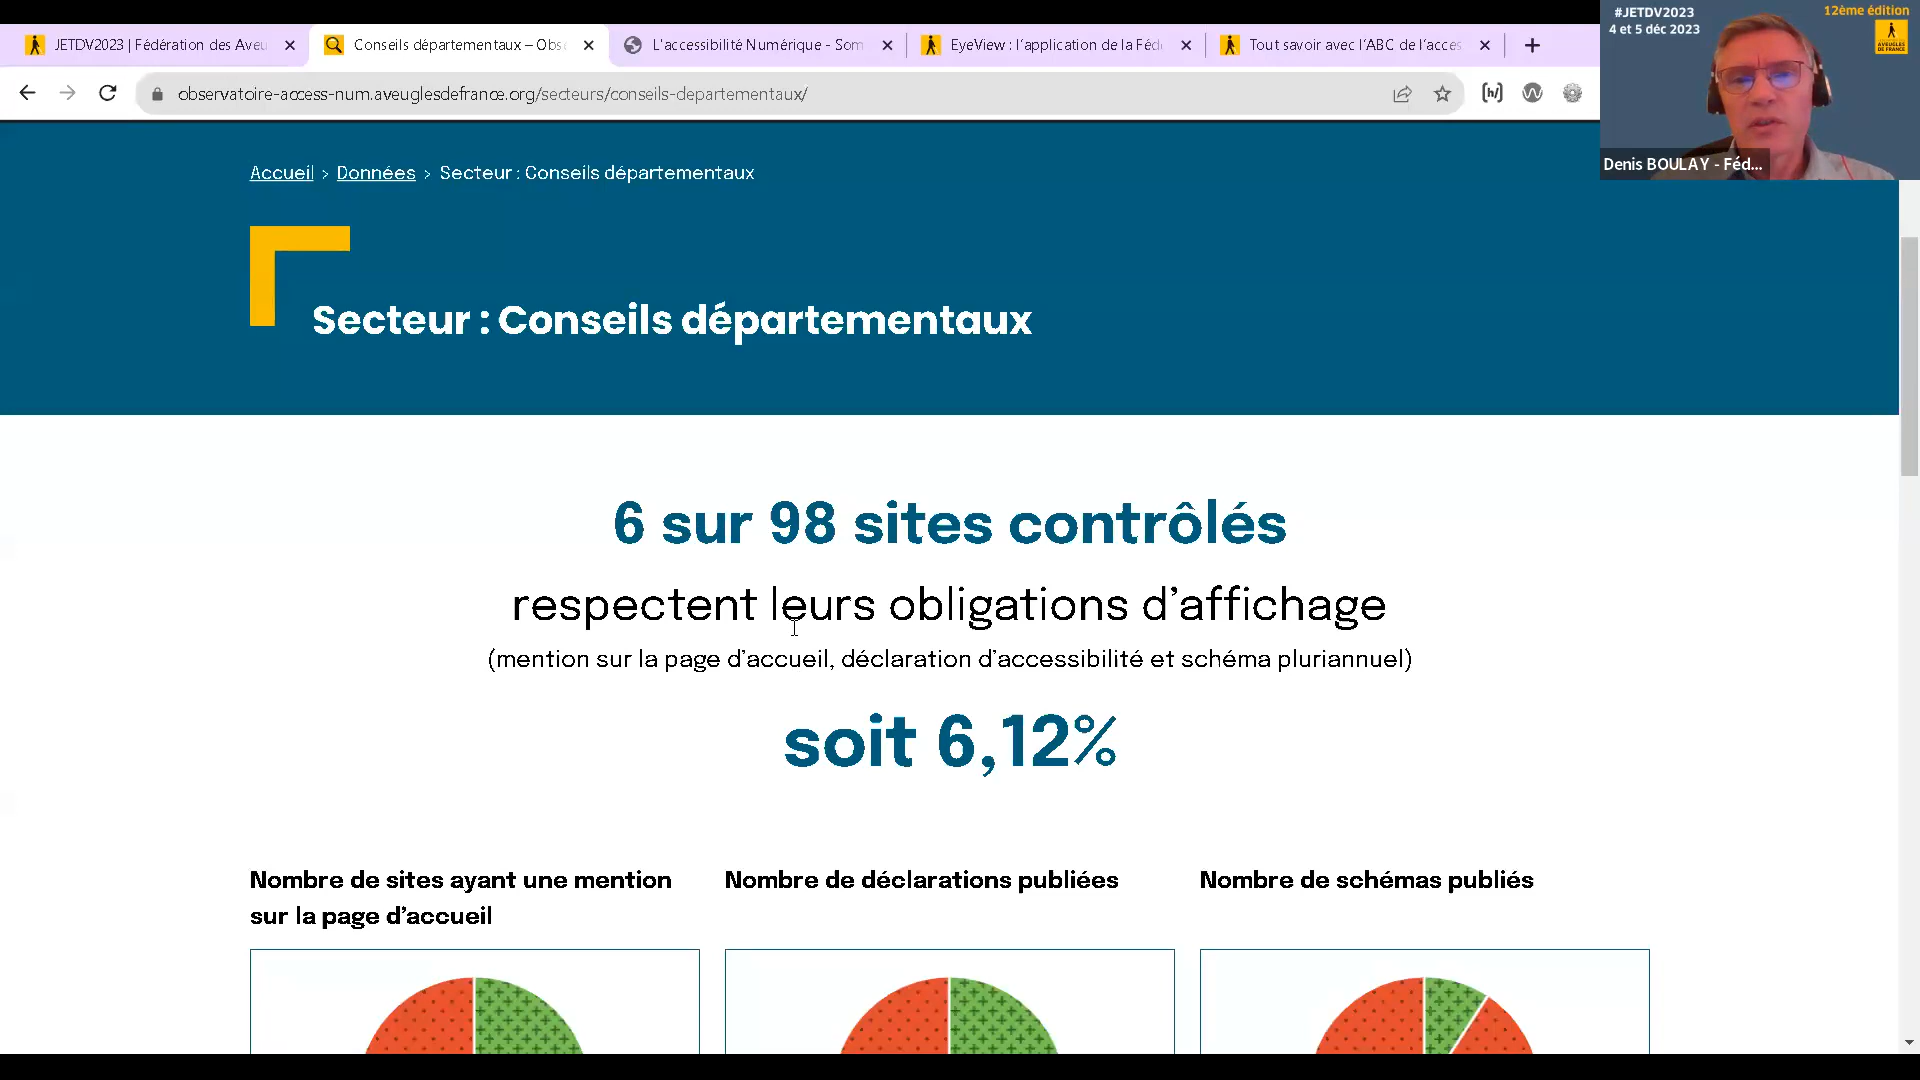 JETDV2023 | Fédération des Aveu
Conseils départementaux – Obs
L'accessibilité Numérique - Som
EyeView : l'application de la Féd
Tout savoir avec l'ABC de l'acces
observatoire-access-num.aveuglesdefrance.org/secteurs/conseils-departementaux/
#JETDV2023
4 et 5 déc 2023
12ème édition
AVEUGLES
DE FRANCE
Denis BOULAY - Féd...
Accueil > Données > Secteur : Conseils départementaux
Secteur : Conseils départementaux
6 sur 98 sites contrôlés
respectent leurs obligations d’affichage
(mention sur la page d’accueil, déclaration d’accessibilité et schéma pluriannuel)
soit 6,12%
Nombre de sites ayant une mention
sur la page d’accueil
Nombre de déclarations publiées
Nombre de schémas publiés